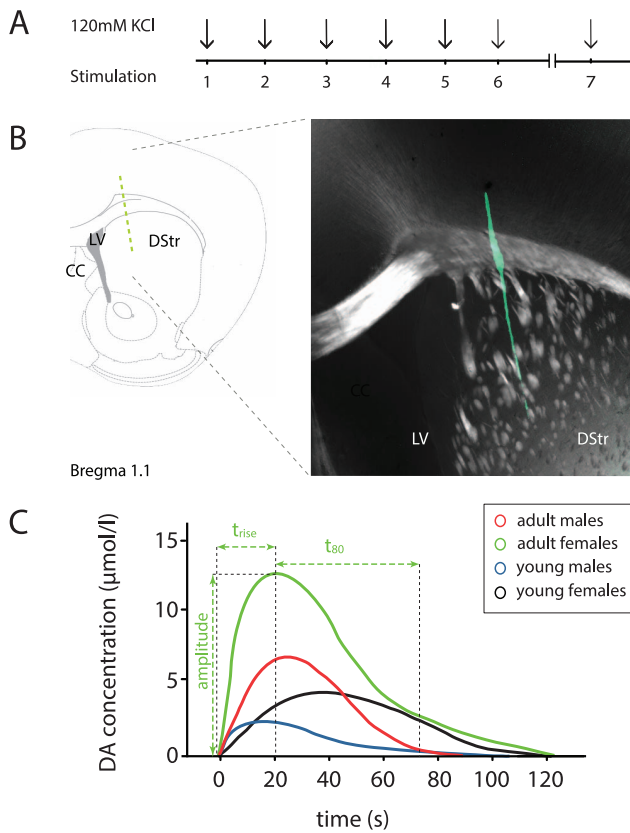 A
120mM KCl
Stimulation
1 2 3 4 5 6 7
B
LV
DStr
CC
CC
LV
DStr
Bregma 1.1
C
adult males
adult females
young males
young females
DA concentration (µmol/l)
15
10
5
0
trise
t80
amplitude
0 20 40 60 80 100 120
time (s)